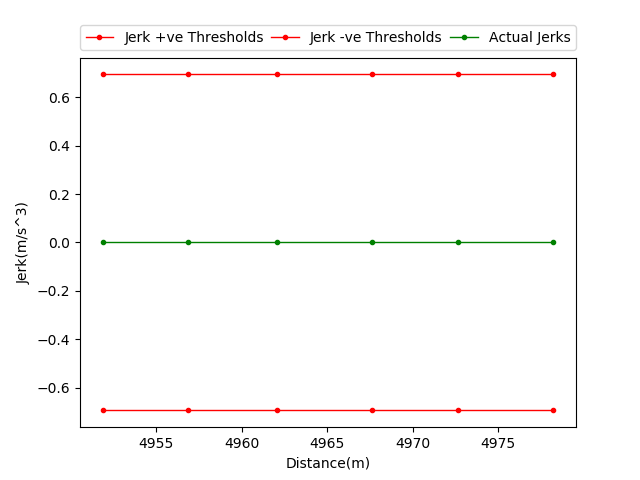 Jerk +ve Thresholds Jerk -ve Thresholds Actual Jerks
0.6
0.4
0.2
0.0
−0.2
−0.4
−0.6
Jerk(m/s^3)
4955 4960 4965 4970 4975
Distance(m)